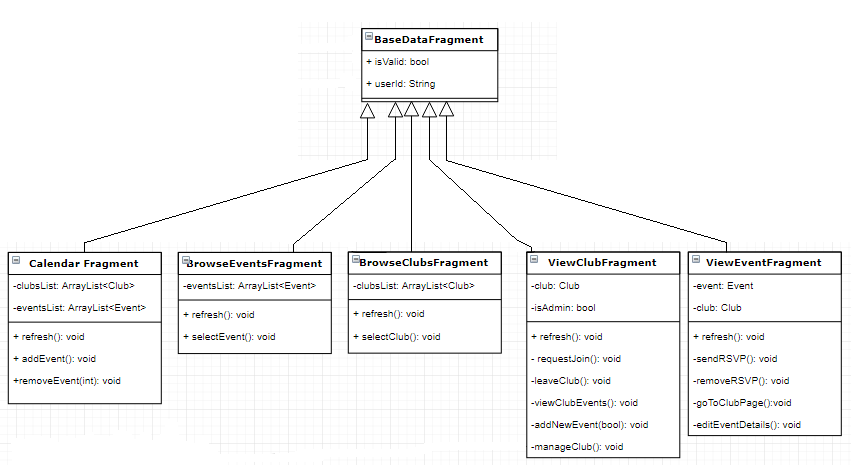 BaseDataFragment
+ isValid: bool
+ userId: String
Calendar Fragment
-clubsList: ArrayList<Club>
-eventsList: ArrayList<Event>
+ refresh(): void
+ addEvent(): void
+removeEvent(int): void
BrowseEventsFragment
-eventsList: ArrayList<Event>
+ refresh(): void
+ selectEvent(): void
BrowseClubsFragment
-clubsList: ArrayList<Club>
+ refresh(): void
+ selectClub(): void
ViewClubFragment
-club: Club
-isAdmin: bool
+ refresh(): void
- requestJoin(): void
-leaveClub(): void
-viewClubEvents(): void
-addNewEvent(bool): void
-manageClub(): void
ViewEventFragment
-event: Event
-club: Club
+ refresh(): void
-sendRSVP(): void
-removeRSVP(): void
-goToClubPage():void
-editEventDetails(): void